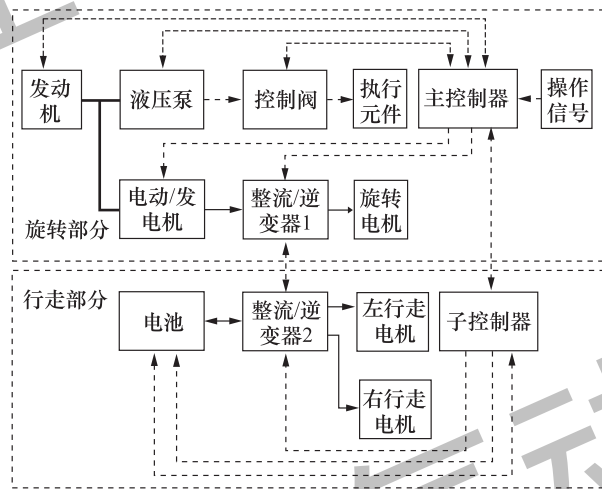 发动
机
液压泵
控制阀
执行
元件
主控制器
操作
信号
电动/发
电机
整流/逆
变器1
旋转
电机
旋转部分
行走部分
电池
整流/逆
变器2
左行走
电机
子控制器
右行走
电机